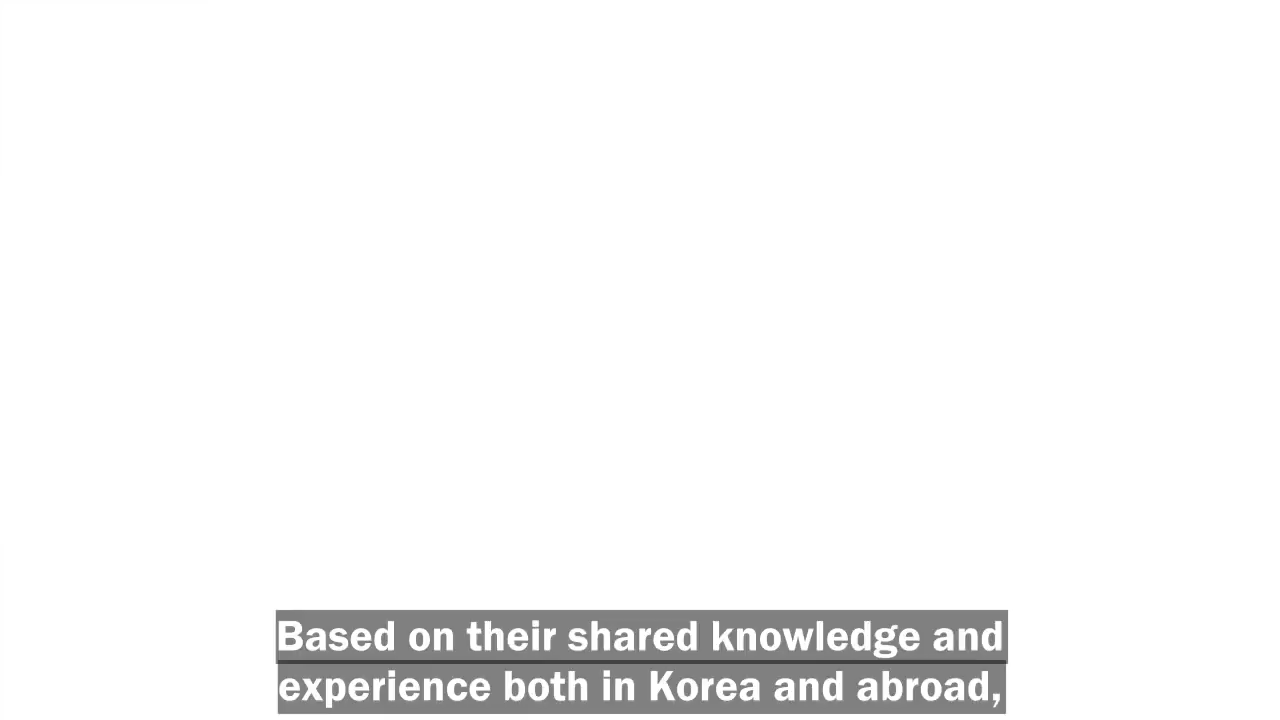 Based on their shared knowledge and
experience both in Korea and abroad,